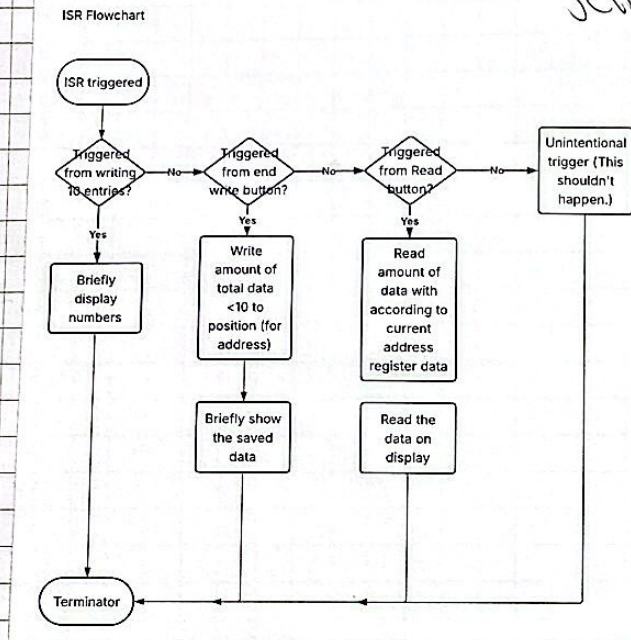 ISR Flowchart
ISR triggered
Triggered
from writing
10 entries?
No
Triggered
from end
write button?
No
Triggered
from Read
button?
No
Unintentional
trigger (This
shouldn't
happen.)
Yes
Yes
Yes
Briefly
display
numbers
Write
amount of
total data
<10 to
position (for
address)
Read
amount of
data with
according to
current
address
register data
Briefly show
the saved
data
Read the
data on
display
Terminator